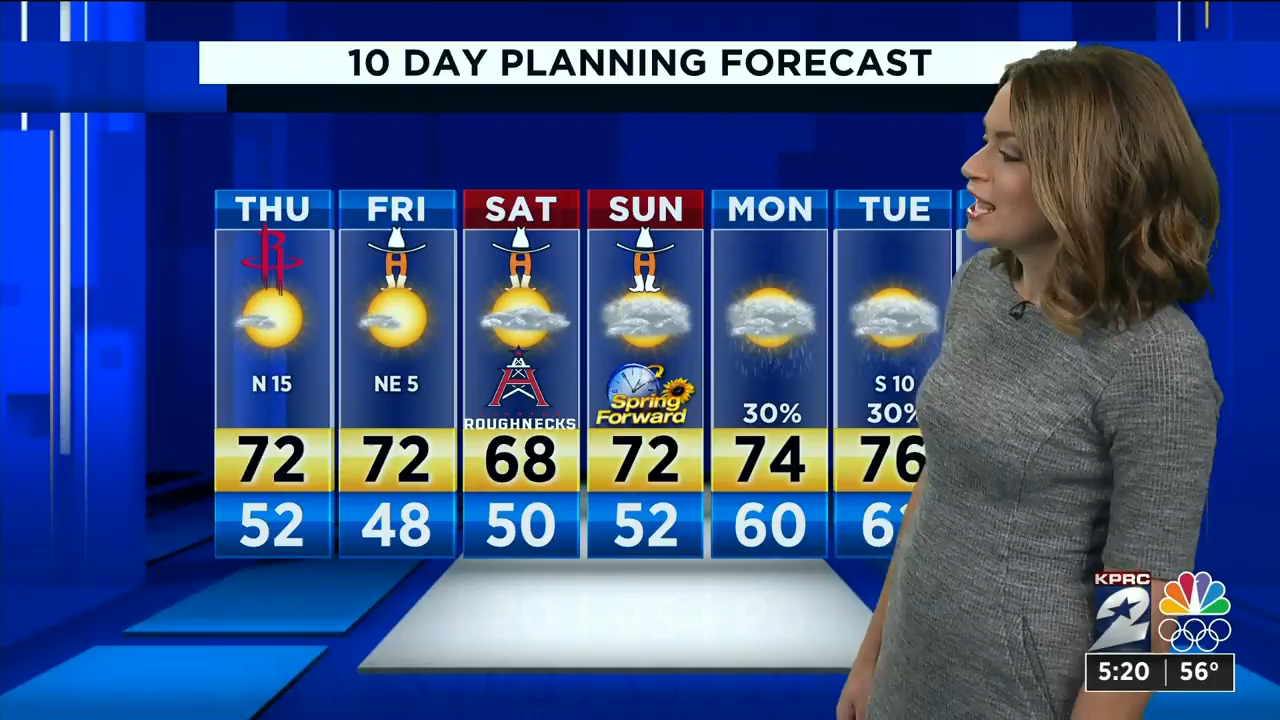 10 DAY PLANNING FORECAST
THU FRI SAT SUN MON TUE
N 15 NE 5 S 10
Spring
Forward
30% 30%
ROUGHNECKS
72 72 68 72 74 76
52 48 50 52 60
KPRC
2
5:20 56°